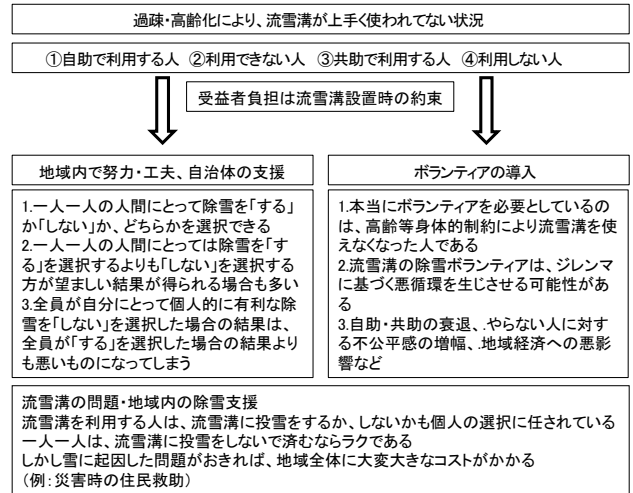 過疎・高齢化により、流雪溝が上手く使われてない状況
①自助で利用する人 ②利用できない人 ③共助で利用する人 ④利用しない人
受益者負担は流雪溝設置時の約束
地域内で努力・工夫、自治体の支援
1.一人一人の人間にとって除雪を「する」
か「しない」か、どちらかを選択できる
2.一人一人の人間にとっては除雪を「す
る」を選択するよりも「しない」を選択する
方が望ましい結果が得られる場合も多い
3.全員が自分にとって個人的に有利な除
雪を「しない」を選択した場合の結果は、
全員が「する」を選択した場合の結果より
も悪いものになってしまう
ボランティアの導入
1.本当にボランティアを必要としているの
は、高齢等身体的制約により流雪溝を使
えなくなった人である
2.流雪溝の除雪ボランティアは、ジレンマ
に基づく悪循環を生じさせる可能性があ
る
3.自助・共助の衰退、.やらない人に対す
る不公平感の増幅、.地域経済への悪影
響など
流雪溝の問題・地域内の除雪支援
流雪溝を利用する人は、流雪溝に投雪をするか、しないかも個人の選択に任されている
一人一人は、流雪溝に投雪をしないで済むならラクである
しかし雪に起因した問題がおきれば、地域全体に大変大きなコストがかかる
（例：災害時の住民救助）